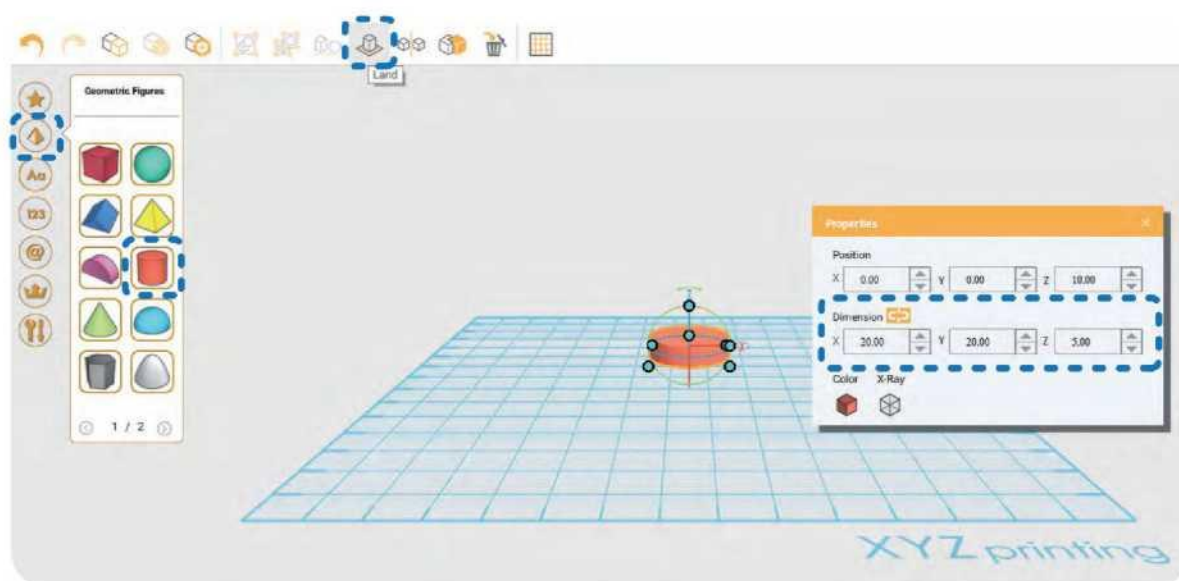 Land
Geometric Figures
Aa
123
@
1 / 2
Properties
Position
X 0.00 Y 0.00 Z 10.00
Dimension
X 20.00 Y 20.00 Z 5.00
Color X-Ray
XYZ printing